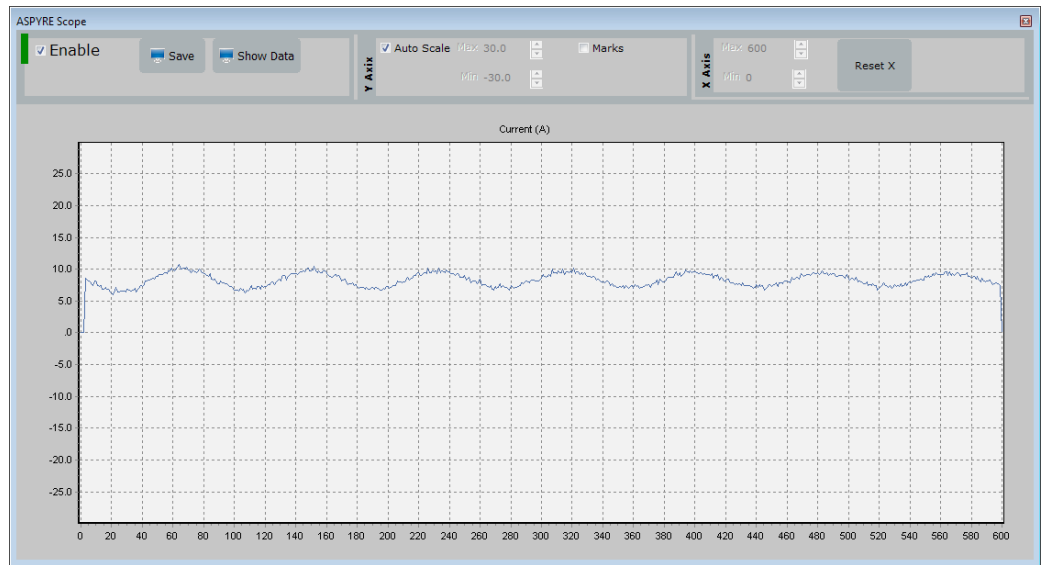 ASPYRE Scope
Enable
Save
Show Data
Y Axix
Auto Scale
Max 30.0
Min -30.0
Marks
X Axis
Max 600
Min 0
Reset X
Current (A)
25.0
20.0
15.0
10.0
5.0
.0
-5.0
-10.0
-15.0
-20.0
-25.0
0 20 40 60 80 100 120 140 160 180 200 220 240 260 280 300 320 340 360 380 400 420 440 460 480 500 520 540 560 580 600